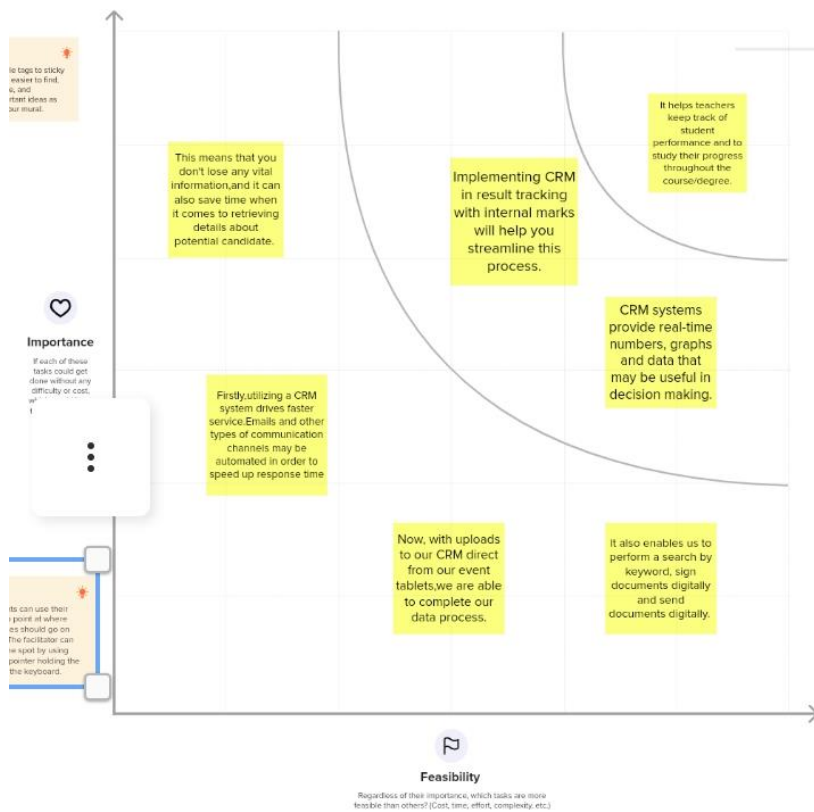 le tags to sticky
easier to find,
e, and
ortant ideas as
our mural.
It helps teachers
keep track of
student
performance and to
study their progress
throughout the
course/degree.
This means that you
don't lose any vital
information,and it can
also save time when
it comes to retrieving
details about
potential candidate.
Implementing CRM
in result tracking
with internal marks
will help you
streamline this
process.
CRM systems
provide real-time
numbers, graphs
and data that
may be useful in
decision making.
Importance
If each of these
tasks could get
done without any
difficulty or cost,
Firstly,utilizing a CRM
system drives faster
service.Emails and other
types of communication
channels may be
automated in order to
speed up response time
Now, with uploads
to our CRM direct
from our event
tablets,we are able
to complete our
data process.
It also enables us to
perform a search by
keyword, sign
documents digitally
and send
documents digitally.
nts can use their
point at where
es should go on
The facilitator can
he spot by using
pointer holding the
the keyboard.
Feasibility
Regardless of their importance, which tasks are more
feasible than others? (Cost, time, effort, complexity, etc.)